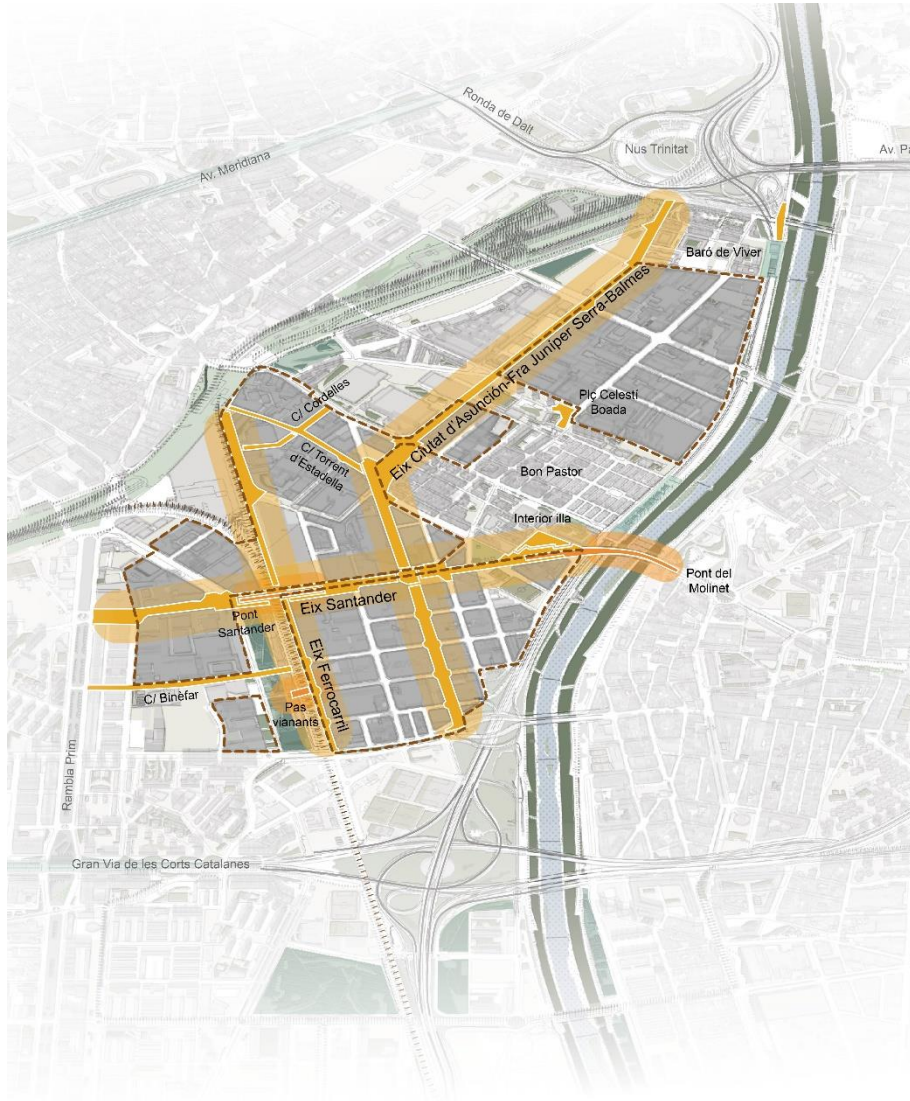 Ronda de Dalt
Nus Trinitat
Av. Pa
Av. Meridiana
Baró de Viver
Eix Ciutat d'Asunción-Fra Juniper Serra-Balmes
C/ Cordelles
Plç Celestí
Boada
C/ Torrent
d'Estadella
Bon Pastor
Interior illa
Pont del
Molinet
Eix Santander
Pont
Santander
Eix Ferrocarril
C/ Binèfar
Pas
vianants
Rambla Prim
Gran Via de les Corts Catalanes